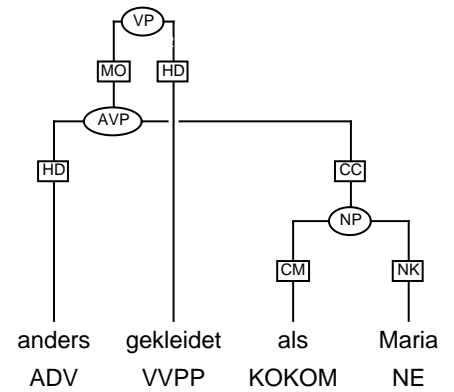 VP
MO HD
AVP
HD CC
NP
CM NK
anders gekleidet als Maria
ADV VVPP KOKOM NE